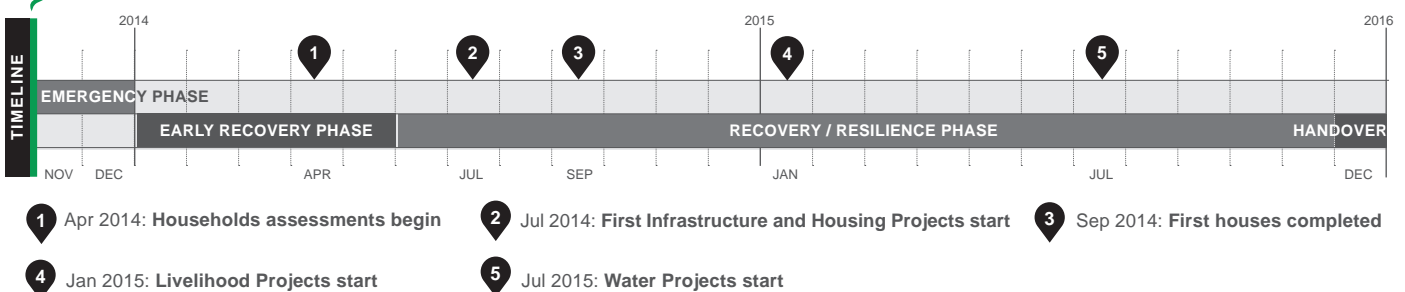 TIMELINE
2014 2015 2016
1 2 3 4 5
EMERGENCY PHASE
EARLY RECOVERY PHASE RECOVERY / RESILIENCE PHASE HANDOVER
NOV DEC APR JUL SEP JAN JUL DEC
1 Apr 2014: Households assessments begin 2 Jul 2014: First Infrastructure and Housing Projects start 3 Sep 2014: First houses completed
4 Jan 2015: Livelihood Projects start 5 Jul 2015: Water Projects start